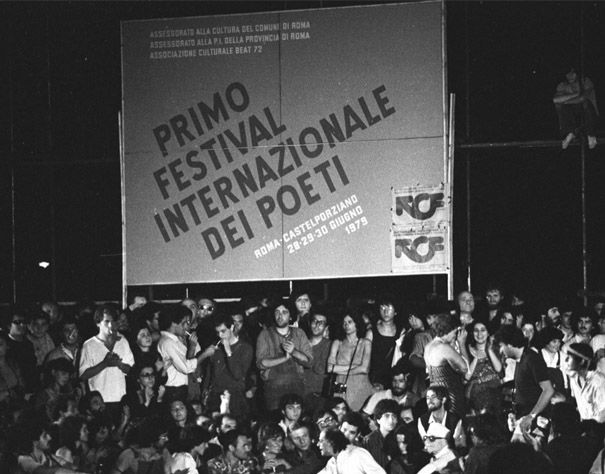 ASSESSORATO ALLA CULTURA DEL COMUNE DI ROMA
ASSESSORATO ALLA P.I. DELLA PROVINCIA DI ROMA
ASSOCIAZIONE CULTURALE BEAT 72
PRIMO
FESTIVAL
INTERNAZIONALE
DEI POETI
ROMA-CASTELPORZIANO
28-29-30 GIUGNO
1979